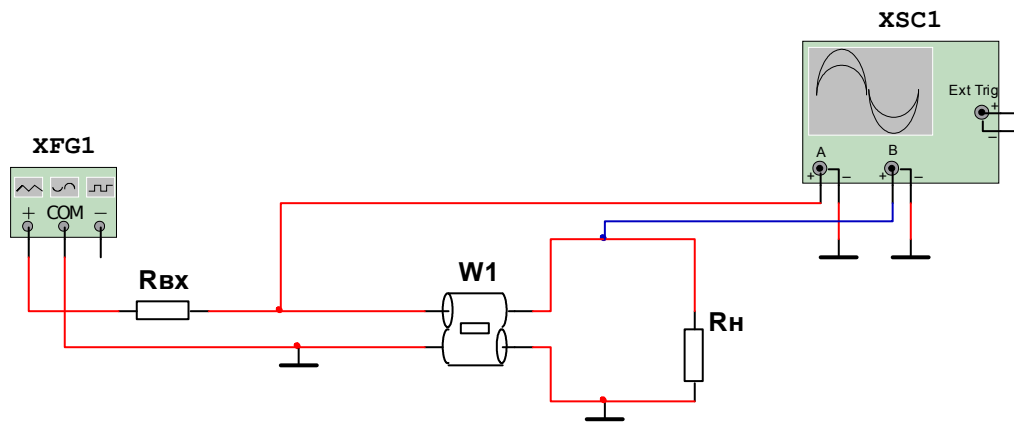 XSC1
Ext Trig
+
−
A
B
+ − + −
XFG1
+ COM −
Rвх
W1
Rн